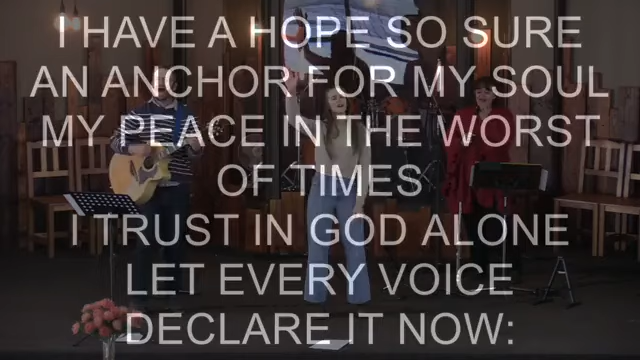 I HAVE A HOPE SO SURE
AN ANCHOR FOR MY SOUL
MY PEACE IN THE WORST
OF TIMES
I TRUST IN GOD ALONE
LET EVERY VOICE
DECLARE IT NOW: